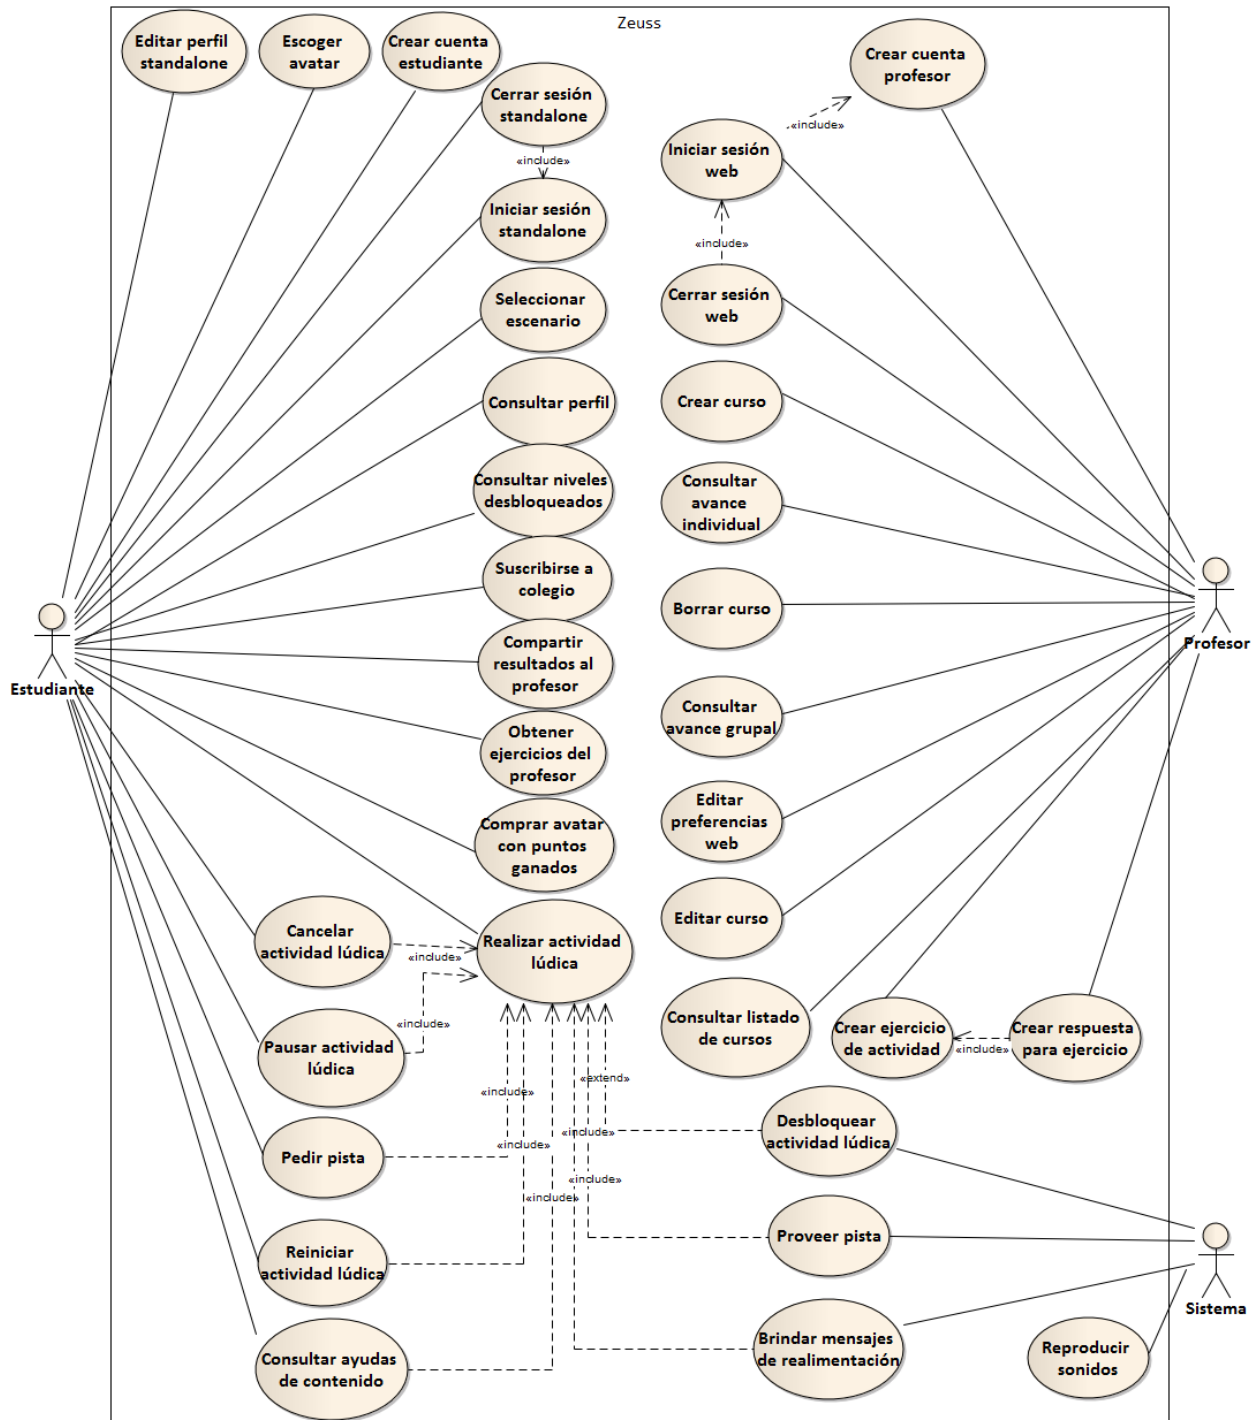 Zeuss
Editar perfil
standalone
Escoger
avatar
Crear cuenta
estudiante
Crear cuenta
profesor
Cerrar sesión
standalone
«include»
«include»
Iniciar sesión
web
Iniciar sesión
standalone
«include»
Seleccionar
escenario
Cerrar sesión
web
Consultar perfil
Crear curso
Consultar niveles
desbloqueados
Consultar
avance
individual
Suscribirse a
colegio
Borrar curso
Estudiante
Profesor
Compartir
resultados al
profesor
Consultar
avance grupal
Obtener
ejercicios del
profesor
Editar
preferencias
web
Comprar avatar
con puntos
ganados
Editar curso
Cancelar
actividad lúdica
«include»
Realizar actividad
lúdica
Pausar actividad
lúdica
«include»
Consultar listado
de cursos
Crear ejercicio
de actividad
«include»
Crear respuesta
para ejercicio
«include»
«extend»
Desbloquear
actividad lúdica
«include»
«include»
Pedir pista
«include»
«include»
Proveer pista
Reiniciar
actividad lúdica
Sistema
Consultar ayudas
de contenido
Brindar mensajes
de realimentación
Reproducir
sonidos